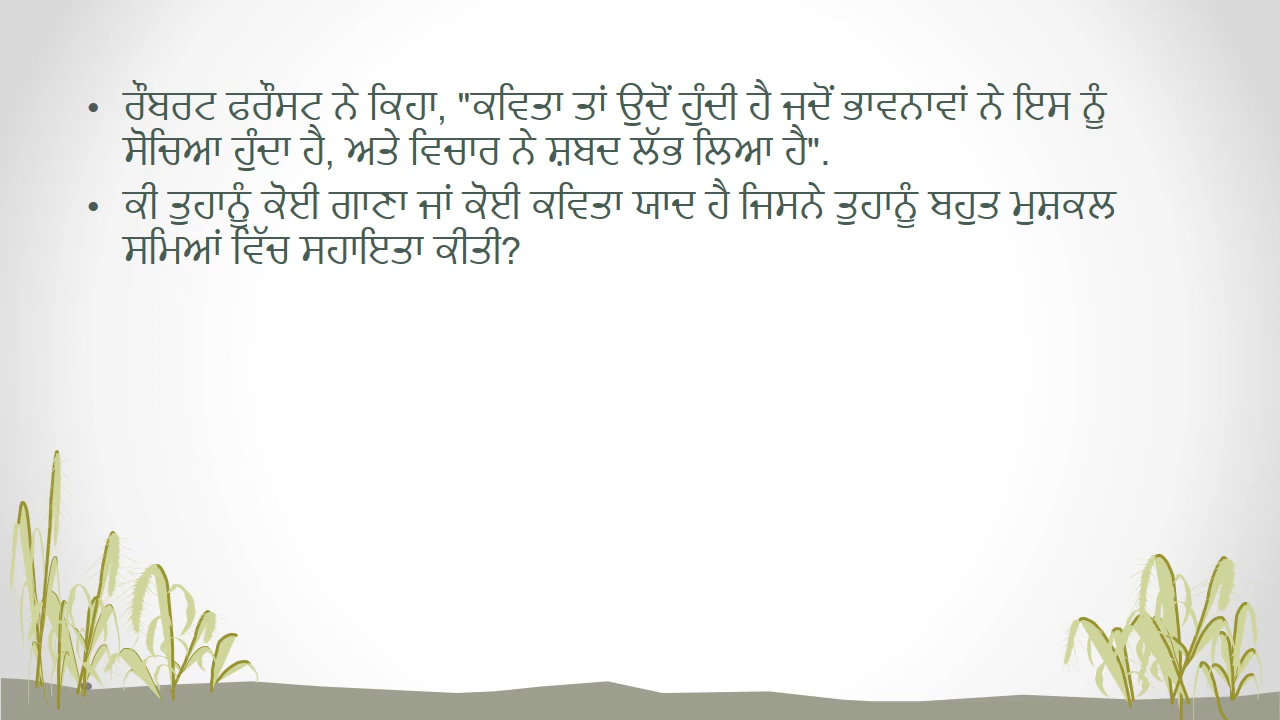 • ਰੌਬਰਟ ਫਰੌਸਟ ਨੇ ਕਿਹਾ, "ਕਵਿਤਾ ਤਾਂ ਉਦੋਂ ਹੁੰਦੀ ਹੈ ਜਦੋਂ ਭਾਵਨਾਵਾਂ ਨੇ ਇਸ ਨੂੰ
ਸੋਚਿਆ ਹੁੰਦਾ ਹੈ, ਅਤੇ ਵਿਚਾਰ ਨੇ ਸ਼ਬਦ ਲੱਭ ਲਿਆ ਹੈ".
• ਕੀ ਤੁਹਾਨੂੰ ਕੋਈ ਗਾਣਾ ਜਾਂ ਕੋਈ ਕਵਿਤਾ ਯਾਦ ਹੈ ਜਿਸਨੇ ਤੁਹਾਨੂੰ ਬਹੁਤ ਮੁਸ਼ਕਲ
ਸਮਿਆਂ ਵਿੱਚ ਸਹਾਇਤਾ ਕੀਤੀ?